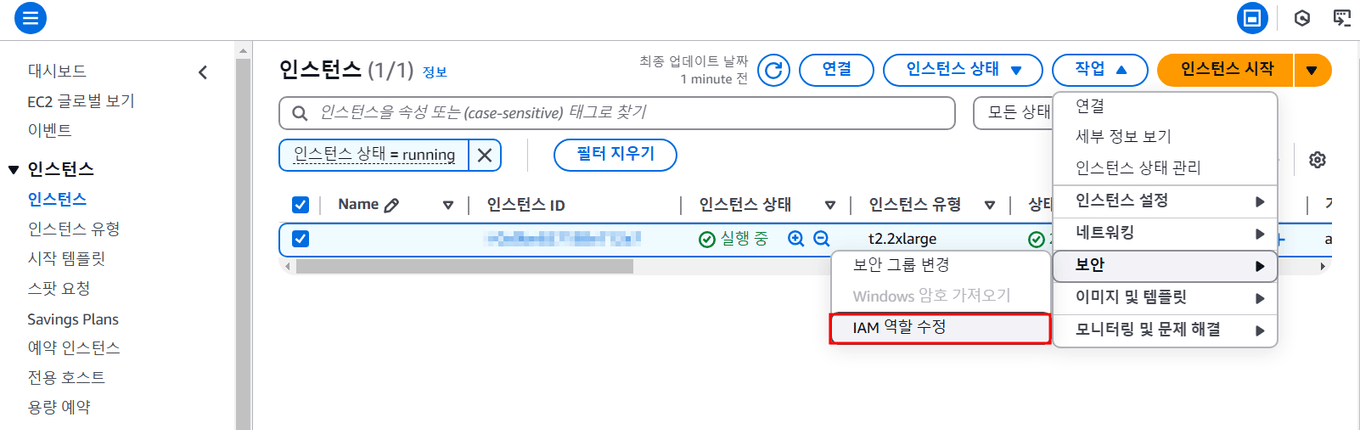 대시보드
EC2 글로벌 보기
이벤트
인스턴스
인스턴스
인스턴스 유형
시작 템플릿
스팟 요청
Savings Plans
예약 인스턴스
전용 호스트
용량 예약
인스턴스 (1/1) 정보
최종 업데이트 날짜
1 minute 전
연결
인스턴스 상태
작업
인스턴스 시작
인스턴스을 속성 또는 (case-sensitive) 태그로 찾기
모든 상태
인스턴스 상태 = running
필터 지우기
Name 인스턴스 ID 인스턴스 상태 인스턴스 유형
실행 중 t2.2xlarge
연결
세부 정보 보기
인스턴스 상태 관리
인스턴스 설정
네트워킹
보안
이미지 및 템플릿
모니터링 및 문제 해결
보안 그룹 변경
Windows 암호 가져오기
IAM 역할 수정